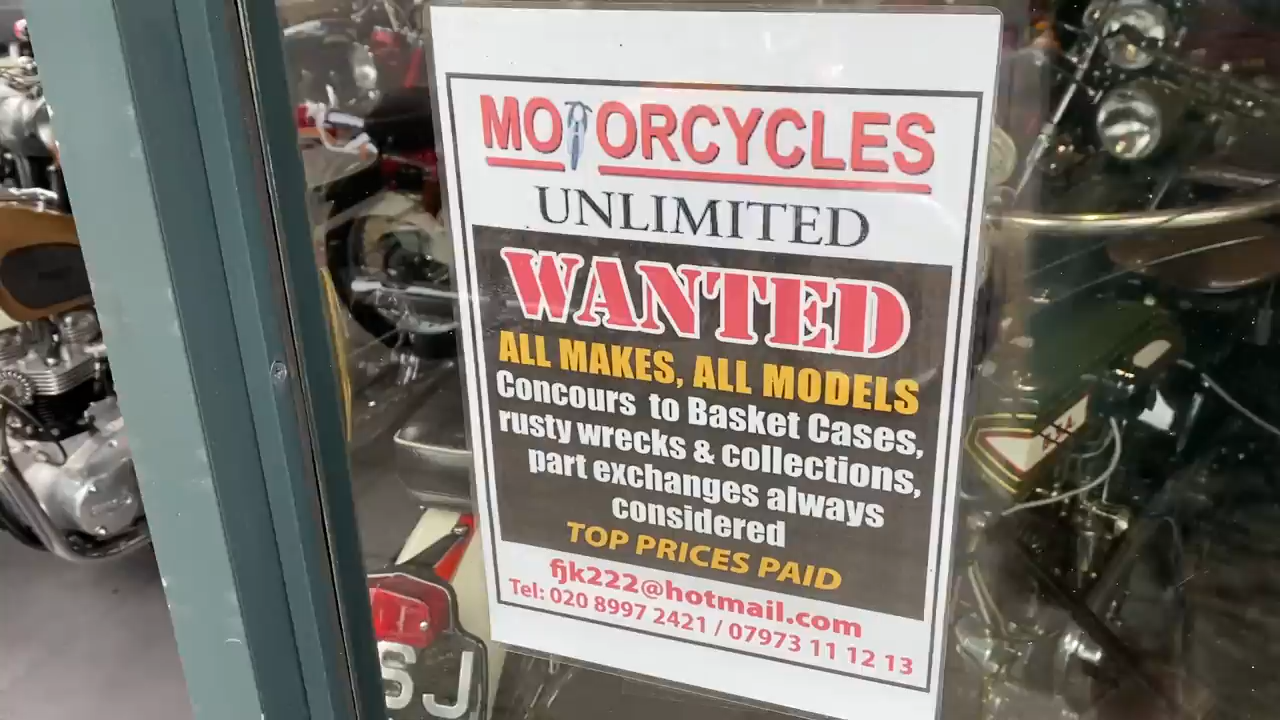 MOTORCYCLES
UNLIMITED
WANTED
ALL MAKES, ALL MODELS
Concours to Basket Cases,
rusty wrecks & collections,
part exchanges always
considered
TOP PRICES PAID
fjk222@hotmail.com
Tel: 020 8997 2421 / 07973 11 12 13
SJ